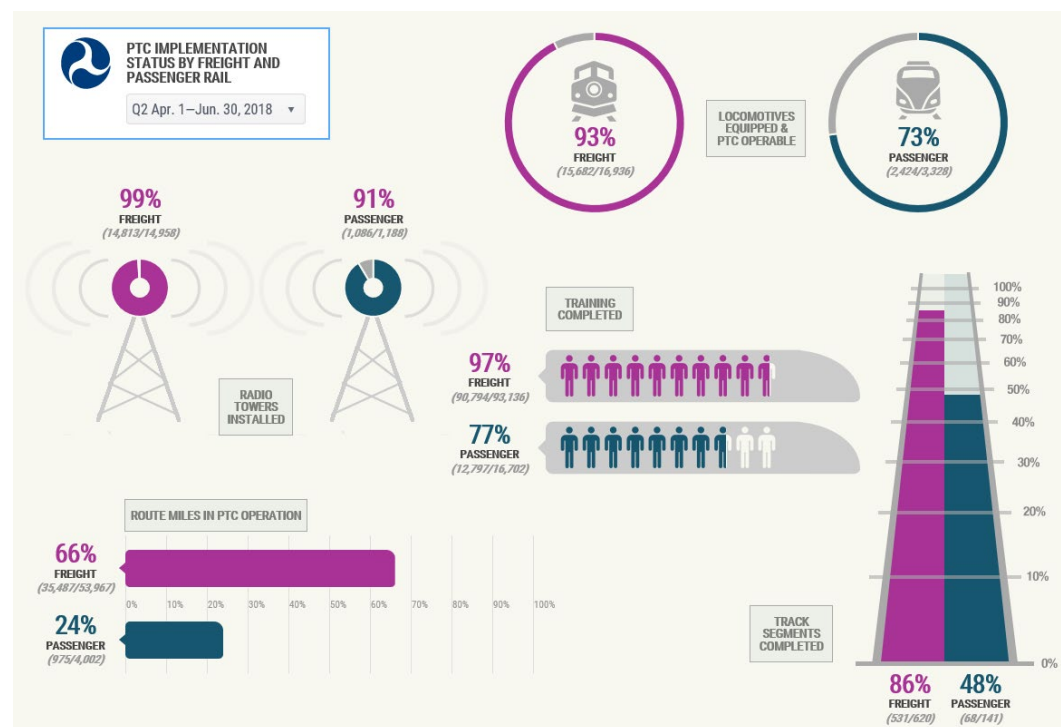 PTC IMPLEMENTATION
STATUS BY FREIGHT AND
PASSENGER RAIL
Q2 Apr. 1—Jun. 30, 2018
93%
FREIGHT
(15,682/16,936)
LOCOMOTIVES
EQUIPPED &
PTC OPERABLE
73%
PASSENGER
(2,424/3,328)
99%
FREIGHT
(14,813/14,958)
91%
PASSENGER
(1,086/1,188)
RADIO
TOWERS
INSTALLED
TRAINING
COMPLETED
97%
FREIGHT
(90,794/93,136)
77%
PASSENGER
(12,797/16,702)
100%
90%
80%
70%
60%
50%
40%
30%
20%
10%
0%
TRACK
SEGMENTS
COMPLETED
86%
FREIGHT
(531/620)
48%
PASSENGER
(68/141)
ROUTE MILES IN PTC OPERATION
66%
FREIGHT
(35,487/53,967)
0% 10% 20% 30% 40% 50% 60% 70% 80% 90% 100%
24%
PASSENGER
(975/4,002)